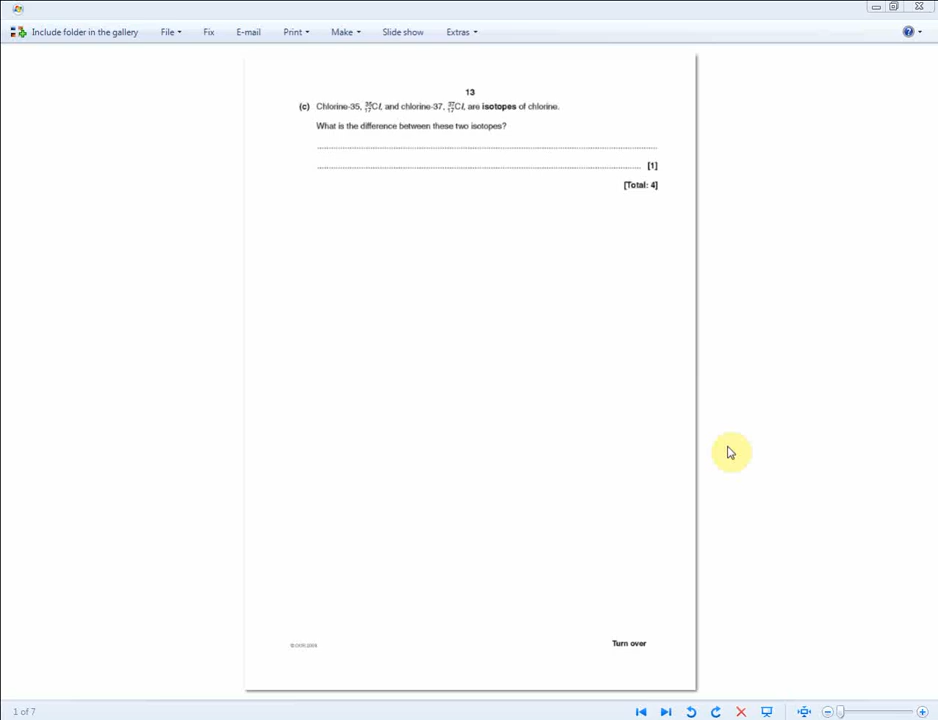 Include folder in the gallery File Fix E-mail Print Make Slide show Extras
13
(c) Chlorine-35, ³⁵₁₇Cl, and chlorine-37, ³⁷₁₇Cl, are isotopes of chlorine.
What is the difference between these two isotopes?
[1]
[Total: 4]
Turn over
1 of 7